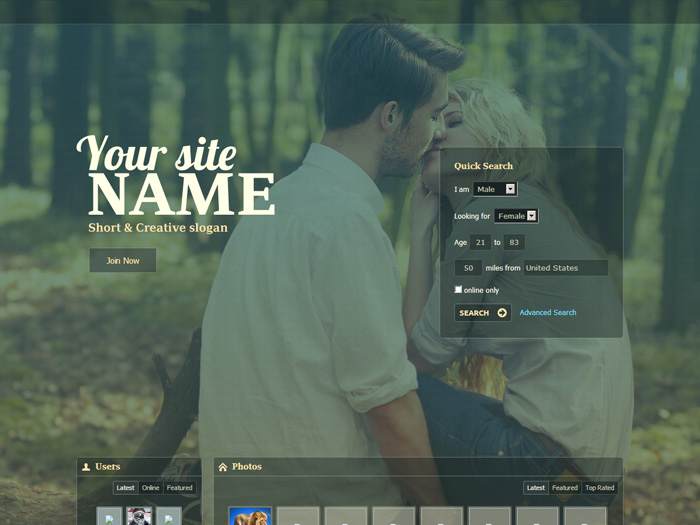 Your site
NAME
Short & Creative slogan
Join Now
Quick Search
I am Male
Looking for Female
Age 21 to 83
50 miles from United States
online only
SEARCH Advanced Search
Users
Latest Online Featured
Photos
Latest Featured Top Rated